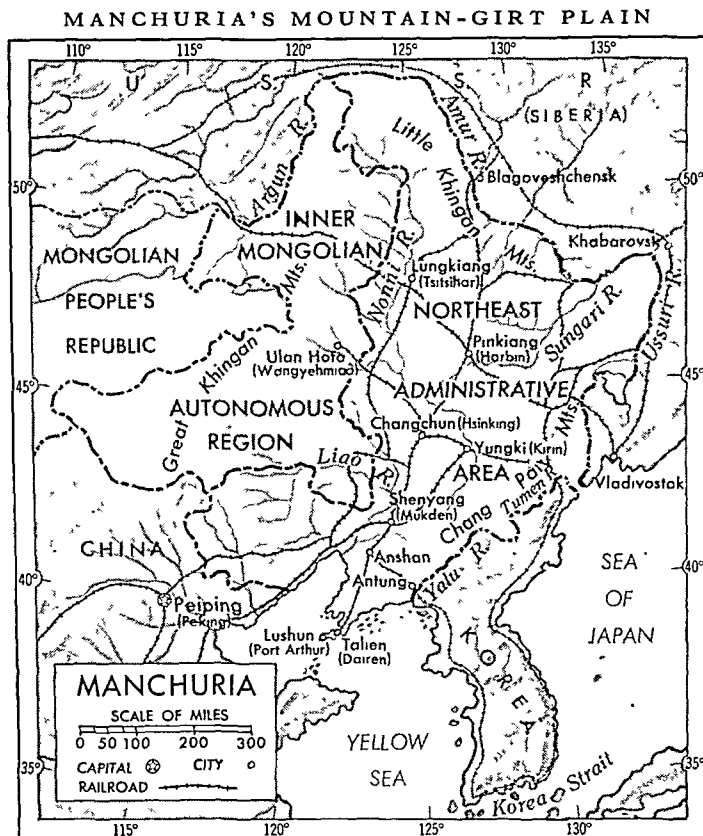 MANCHURIA'S MOUNTAIN-GIRT PLAIN
110° 115° 120° 125° 130° 135°
U S S R
(SIBERIA)
Amur R.
Little
Khingan
Mts.
Argun R.
Blagoveshchensk
50° 50°
INNER
MONGOLIAN
AUTONOMOUS
REGION
Khabarovsk
MONGOLIAN
PEOPLE'S
REPUBLIC
Nonni R.
Lungkiang
(Tsitsihar)
NORTHEAST
ADMINISTRATIVE
AREA
Sungari R.
Ussuri R.
Great
Khingan
Mts.
Ulan Hoto
(Wangyehmiao)
Pinkiang
(Harbin)
45° 45°
Changchun (Hsinking)
Yungki (Kirin)
Liao R.
Chang Pai
Mts.
Tumen R.
Vladivostok
Shenyang
(Mukden)
CHINA
Anshan
Antung
Yalu R.
40° 40°
SEA
OF
JAPAN
Peiping
(Peking)
Lushun
(Port Arthur)
Talien
(Dairen)
KOREA
MANCHURIA
SCALE OF MILES
0 50 100 200 300
CAPITAL CITY
RAILROAD
YELLOW
SEA
35° 35°
Korea Strait
115° 120° 125° 130°